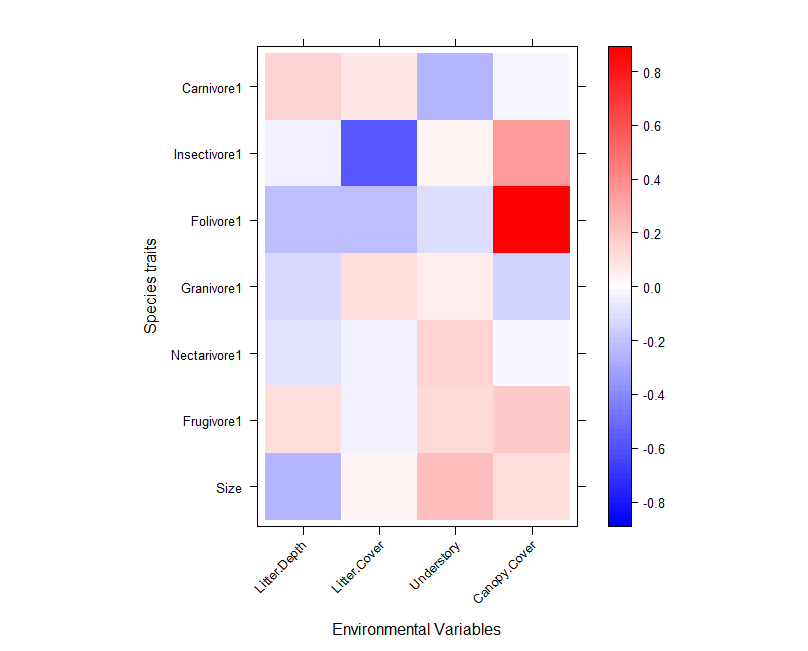 Carnivore1
Insectivore1
Folivore1
Granivore1
Nectarivore1
Frugivore1
Size
Species traits
Litter.Depth
Litter.Cover
Understory
Canopy.Cover
Environmental Variables
0.8
0.6
0.4
0.2
0.0
-0.2
-0.4
-0.6
-0.8